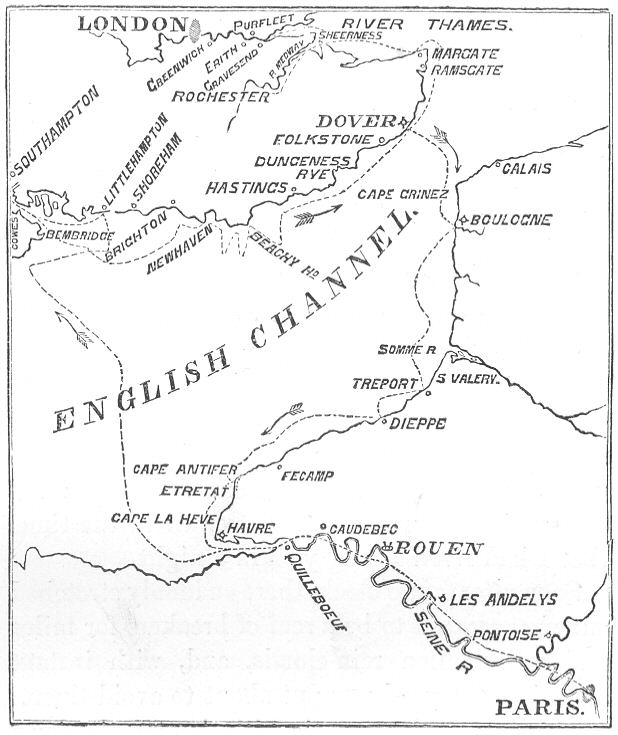 LONDON
PURFLEET
RIVER THAMES.
SHEERNESS
GREENWICH
ERITH
GRAVESEND
R. MEDWAY
ROCHESTER
MARGATE
RAMSGATE
SOUTHAMPTON
LITTLEHAMPTON
SHOREHAM
DOVER
FOLKSTONE
DUNGENESS
RYE
HASTINGS
CALAIS
CAPE GRINEZ
BOULOGNE
COWES
BEMBRIDGE
BRIGHTON
NEWHAVEN
BEACHY HD
ENGLISH CHANNEL.
SOMME R
S VALERY.
TREPORT
DIEPPE
CAPE ANTIFER
FECAMP
ETRETAT
CAPE LA HEVE
HAVRE
CAUDEBEC
ROUEN
QUILLEBOEUF
LES ANDELYS
SEINE R
PONTOISE
PARIS.